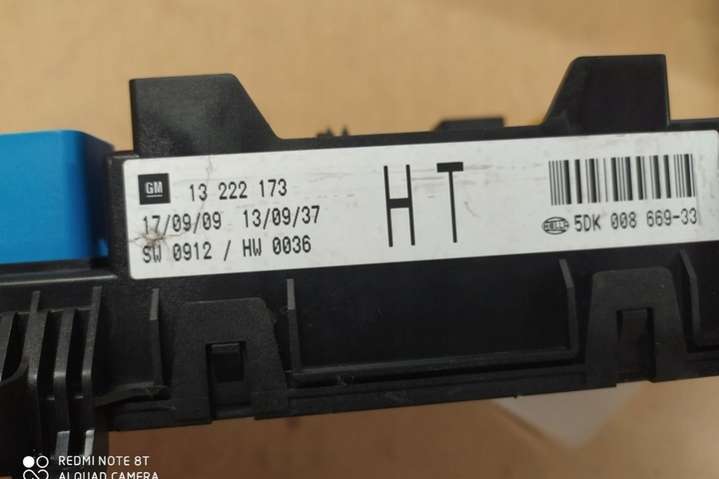 GM 13 222 173
17/09/09 13/09/37
SW 0912 / HW 0036
HT
HELLA 5DK 008 669-33
REDMI NOTE 8T
AI QUAD CAMERA